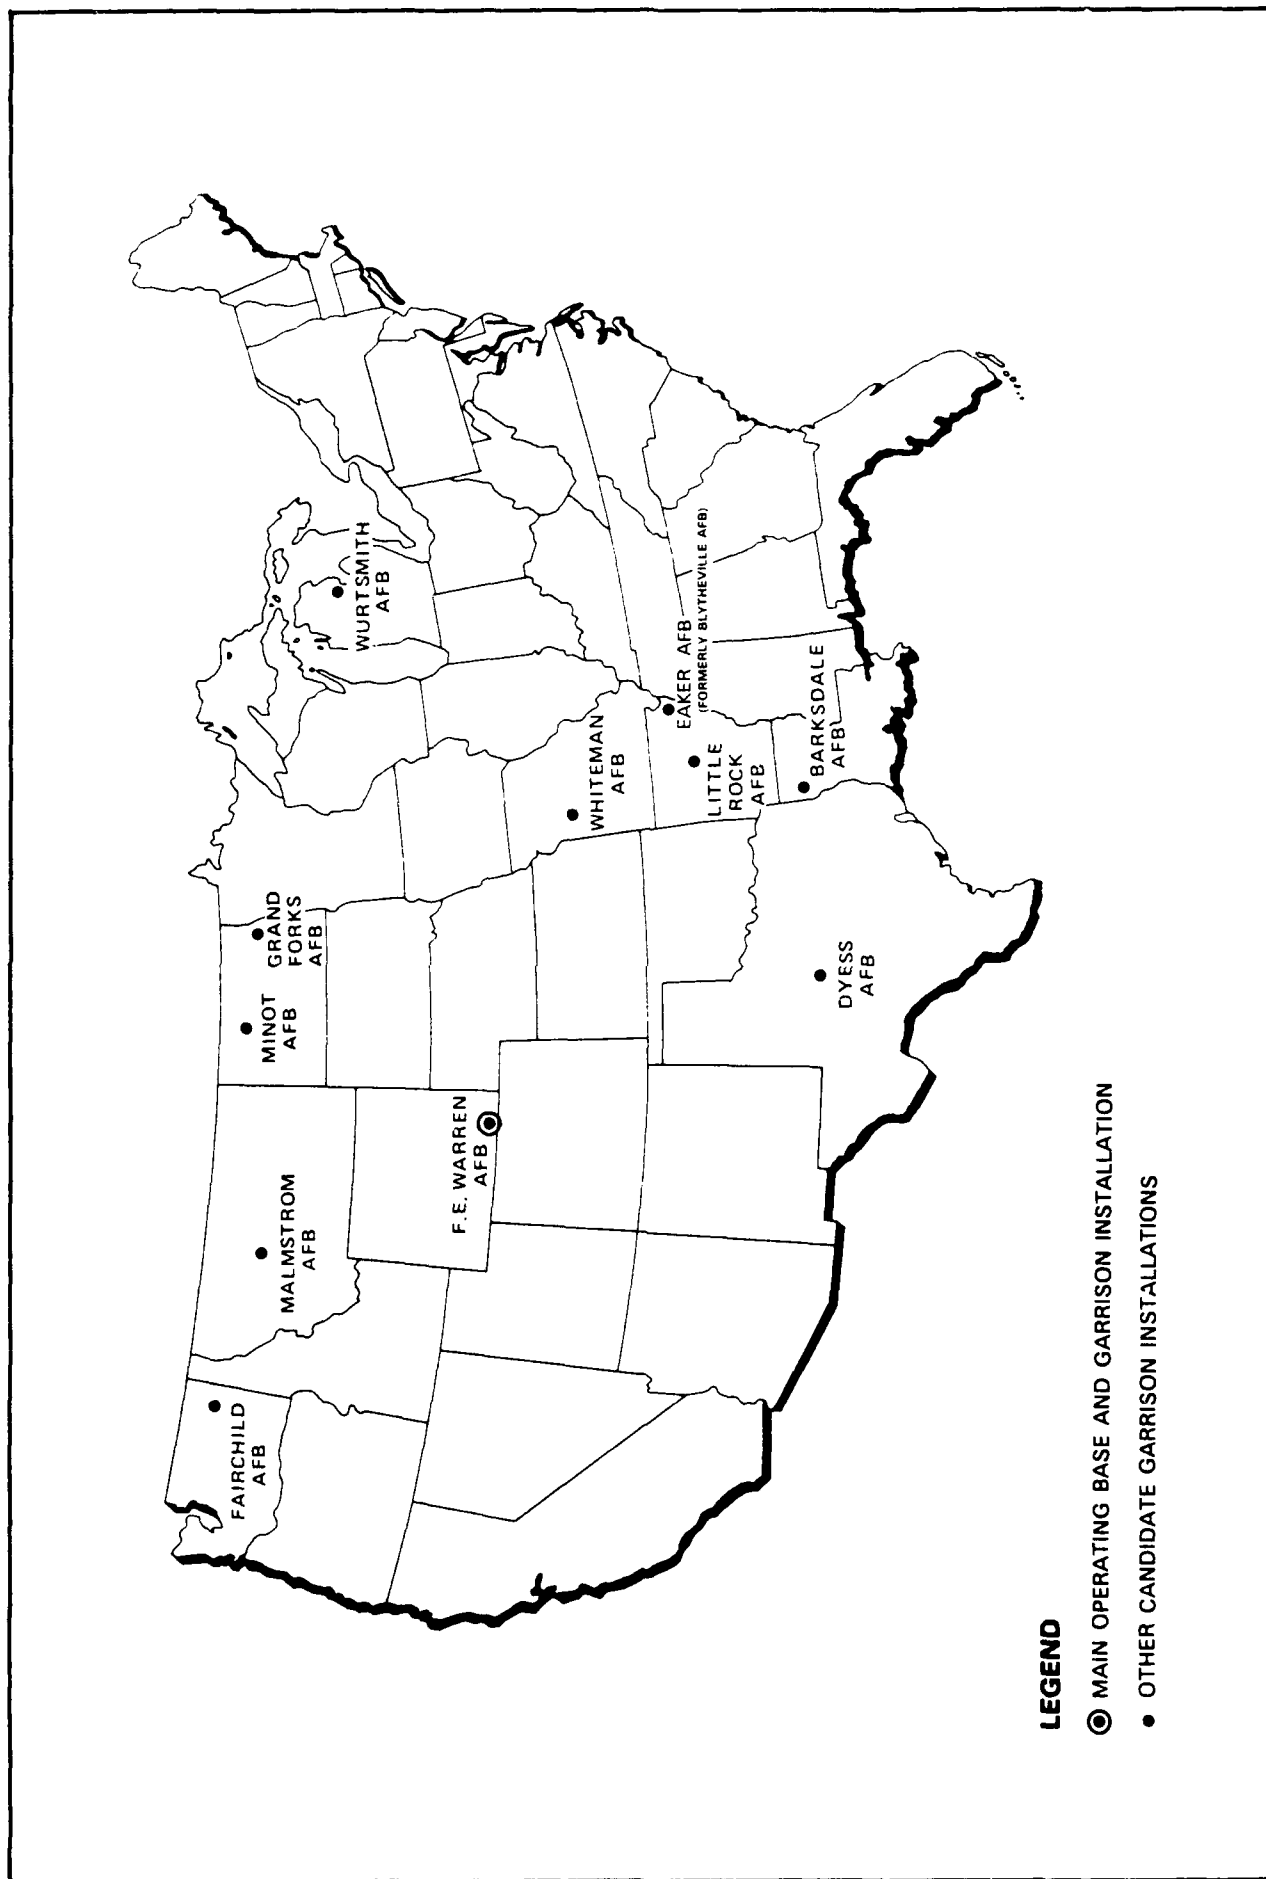 FAIRCHILD
AFB
MALMSTROM
AFB
MINOT
AFB
GRAND
FORKS
AFB
WURTSMITH
AFB
F.E. WARREN
AFB
WHITEMAN
AFB
EAKER AFB
(FORMERLY BLYTHEVILLE AFB)
LITTLE
ROCK
AFB
BARKSDALE
AFB
DYESS
AFB
LEGEND
MAIN OPERATING BASE AND GARRISON INSTALLATION
OTHER CANDIDATE GARRISON INSTALLATIONS